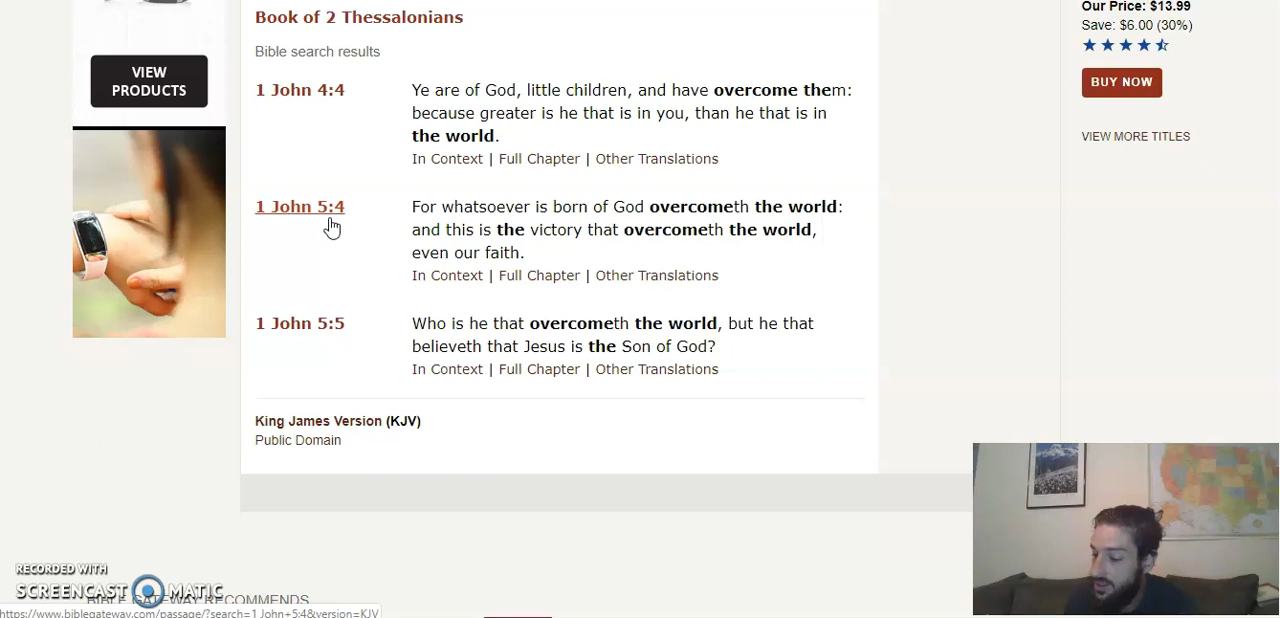 Book of 2 Thessalonians
Bible search results
VIEW
PRODUCTS
1 John 4:4
Ye are of God, little children, and have overcome them:
because greater is he that is in you, than he that is in
the world.
In Context | Full Chapter | Other Translations
1 John 5:4
For whatsoever is born of God overcometh the world:
and this is the victory that overcometh the world,
even our faith.
In Context | Full Chapter | Other Translations
1 John 5:5
Who is he that overcometh the world, but he that
believeth that Jesus is the Son of God?
In Context | Full Chapter | Other Translations
King James Version (KJV)
Public Domain
Our Price: $13.99
Save: $6.00 (30%)
BUY NOW
VIEW MORE TITLES
RECORDED WITH
SCREENCAST MATIC
BIBLE GATEWAY RECOMMENDS
https://www.biblegateway.com/passage/?search=1 John+5:4&version=KJV